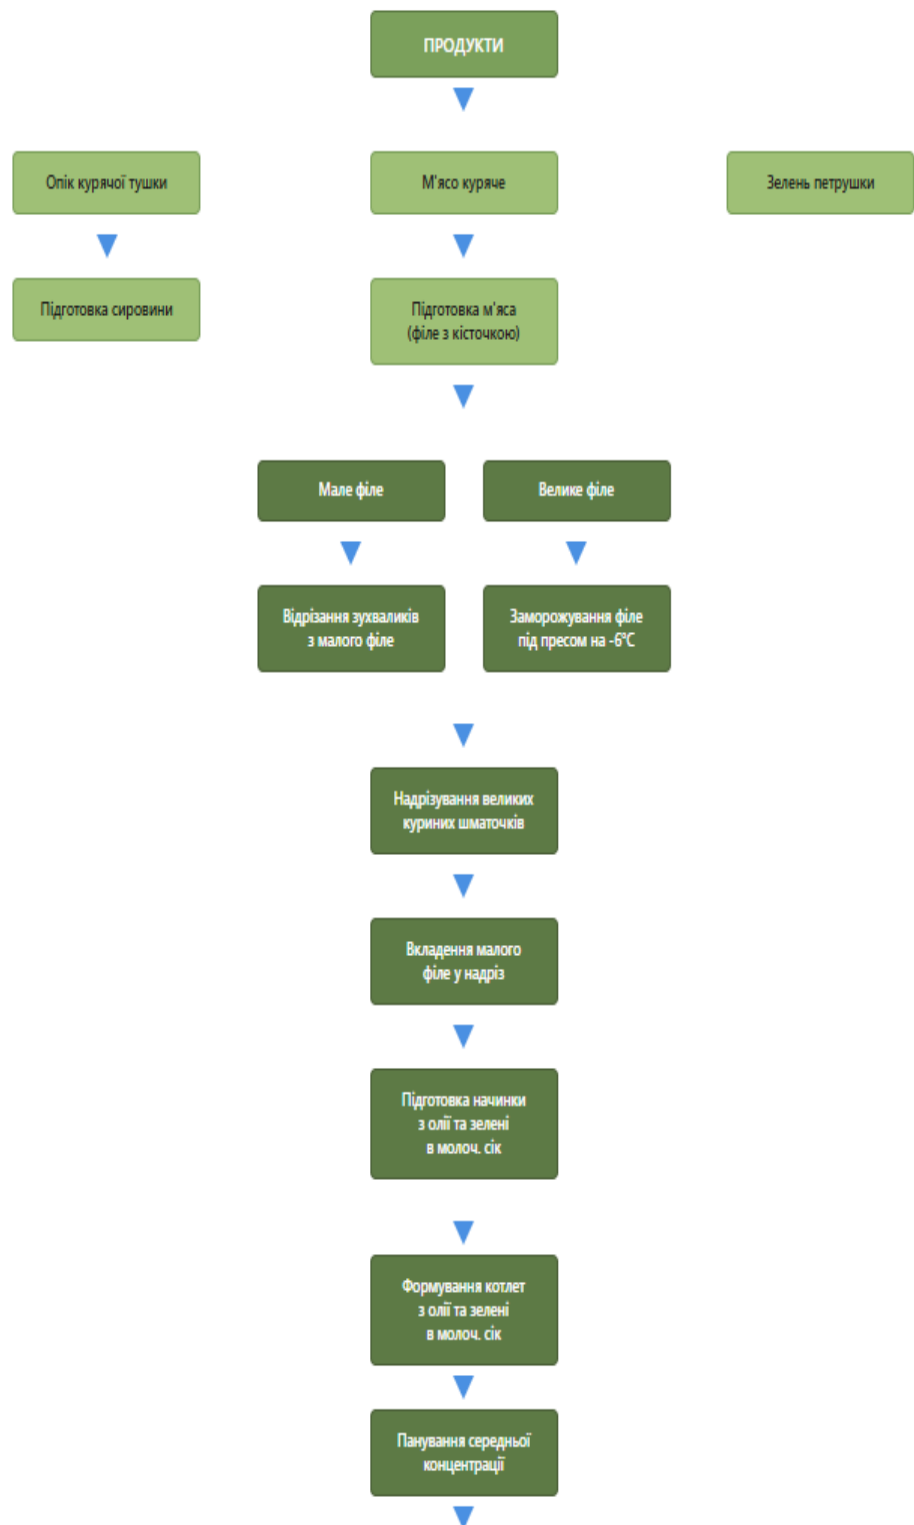 ПРОДУКТИ
Опік курячої тушки
М'ясо куряче
Зелень петрушки
Підготовка сировини
Підготовка м'яса
(філе з кісточкою)
Мале філе
Велике філе
Відрізання зухваликів
з малого філе
Заморожування філе
під пресом на -6°C
Надрізування великих
куриних шматочків
Вкладення малого
філе у надріз
Підготовка начинки
з олії та зелені
в молоч. сік
Формування котлет
з олії та зелені
в молоч. сік
Панування середньої
концентрації